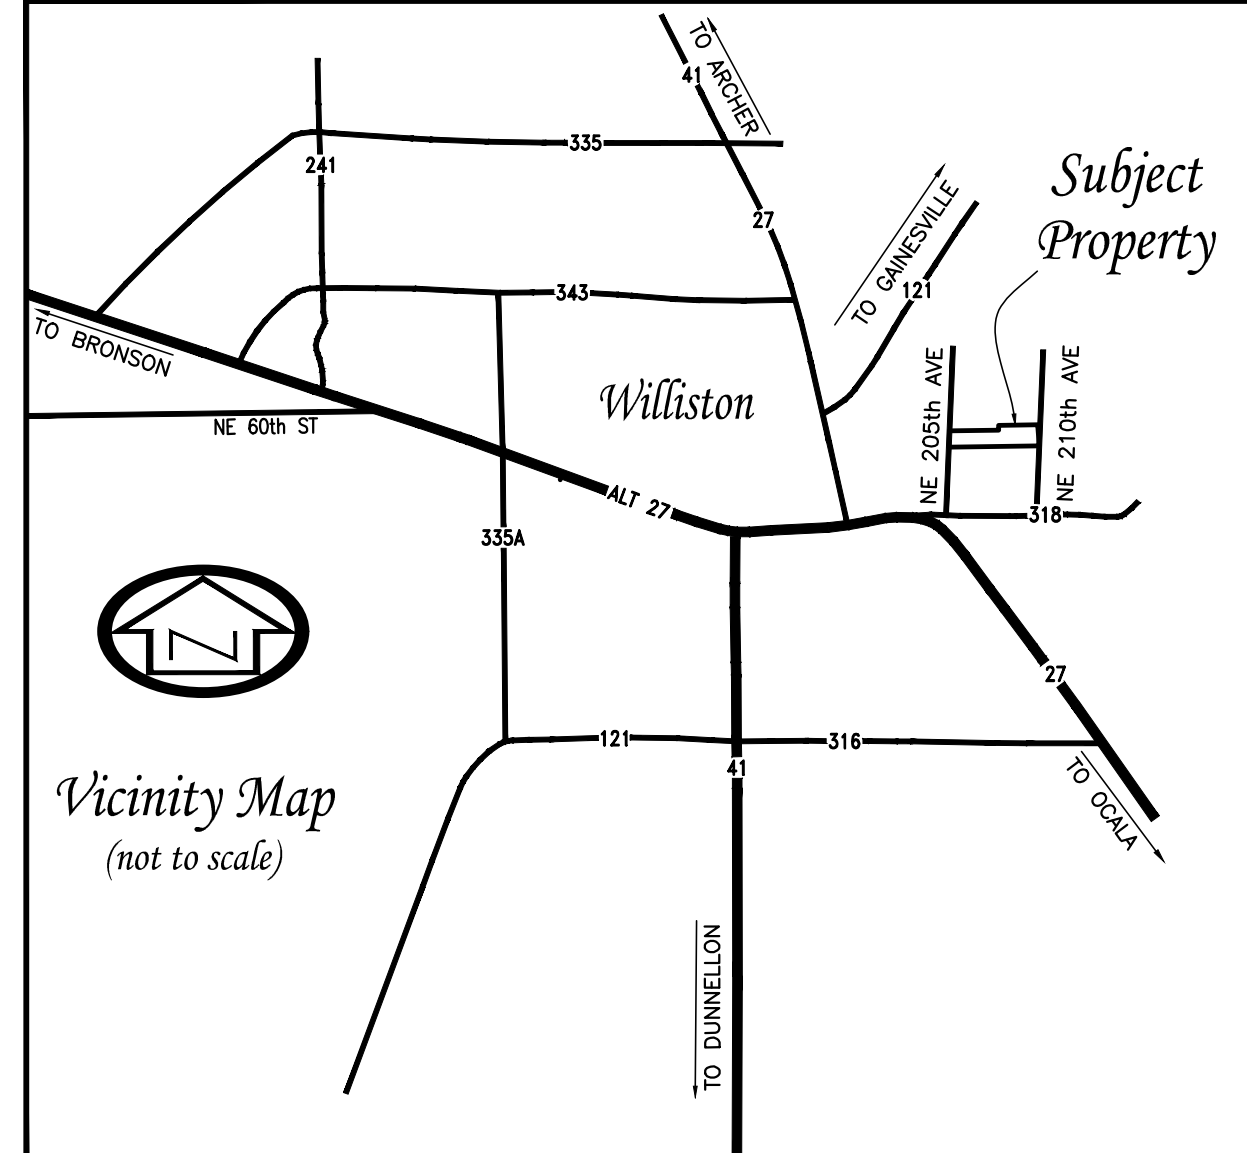 TO ARCHER
41
335
241
Subject
Property
27
TO GAINESVILLE
121
343
TO BRONSON
NE 60th ST
Williston
NE 205th AVE
NE 210th AVE
ALT 27
318
335A
N
27
121
316
41
TO OCALA
Vicinity Map
(not to scale)
TO DUNNELLON